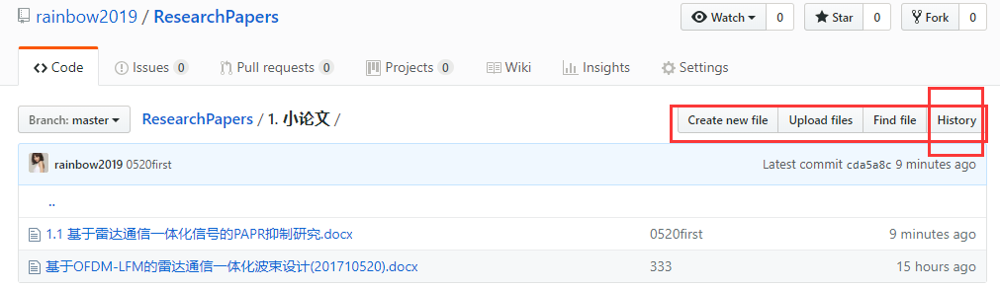 rainbow2019 / ResearchPapers Watch 0 Star 0 Fork 0
Code Issues 0 Pull requests 0 Projects 0 Wiki Insights Settings
Branch: master ResearchPapers / 1. 小论文 / Create new file Upload files Find file History
rainbow2019 0520first Latest commit cda5a8c 9 minutes ago
..
1.1 基于雷达通信一体化信号的PAPR抑制研究.docx 0520first 9 minutes ago
基于OFDM-LFM的雷达通信一体化波束设计(201710520).docx 333 15 hours ago